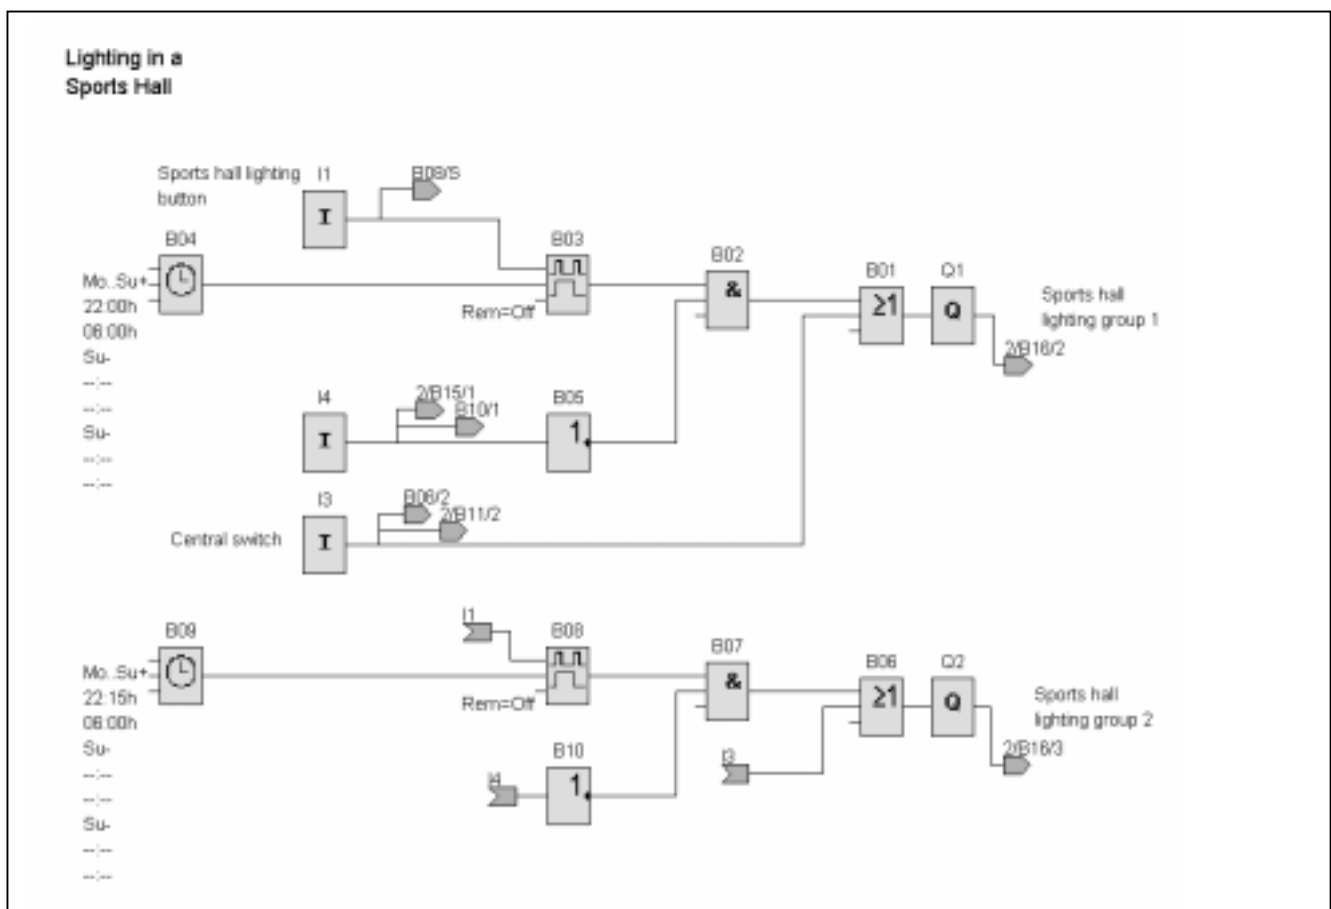 Lighting in a
Sports Hall
Sports hall lighting
button
I1
I
B08/S
B04
Mo..Su+
22:00h
06:00h
Su-
--:--
--:--
Su-
--:--
--:--
B03
Rem=Off
B02
&
B01
≥1
Q1
Q
Sports hall
lighting group 1
2/B16/2
I4
I
2/B15/1
B10/1
B05
1
I3
I
B06/2
2/B11/2
Central switch
B09
Mo..Su+
22:15h
06:00h
Su-
--:--
--:--
Su-
--:--
--:--
I1
B08
Rem=Off
B07
&
B06
≥1
Q2
Q
Sports hall
lighting group 2
2/B16/3
I3
B10
1
I4